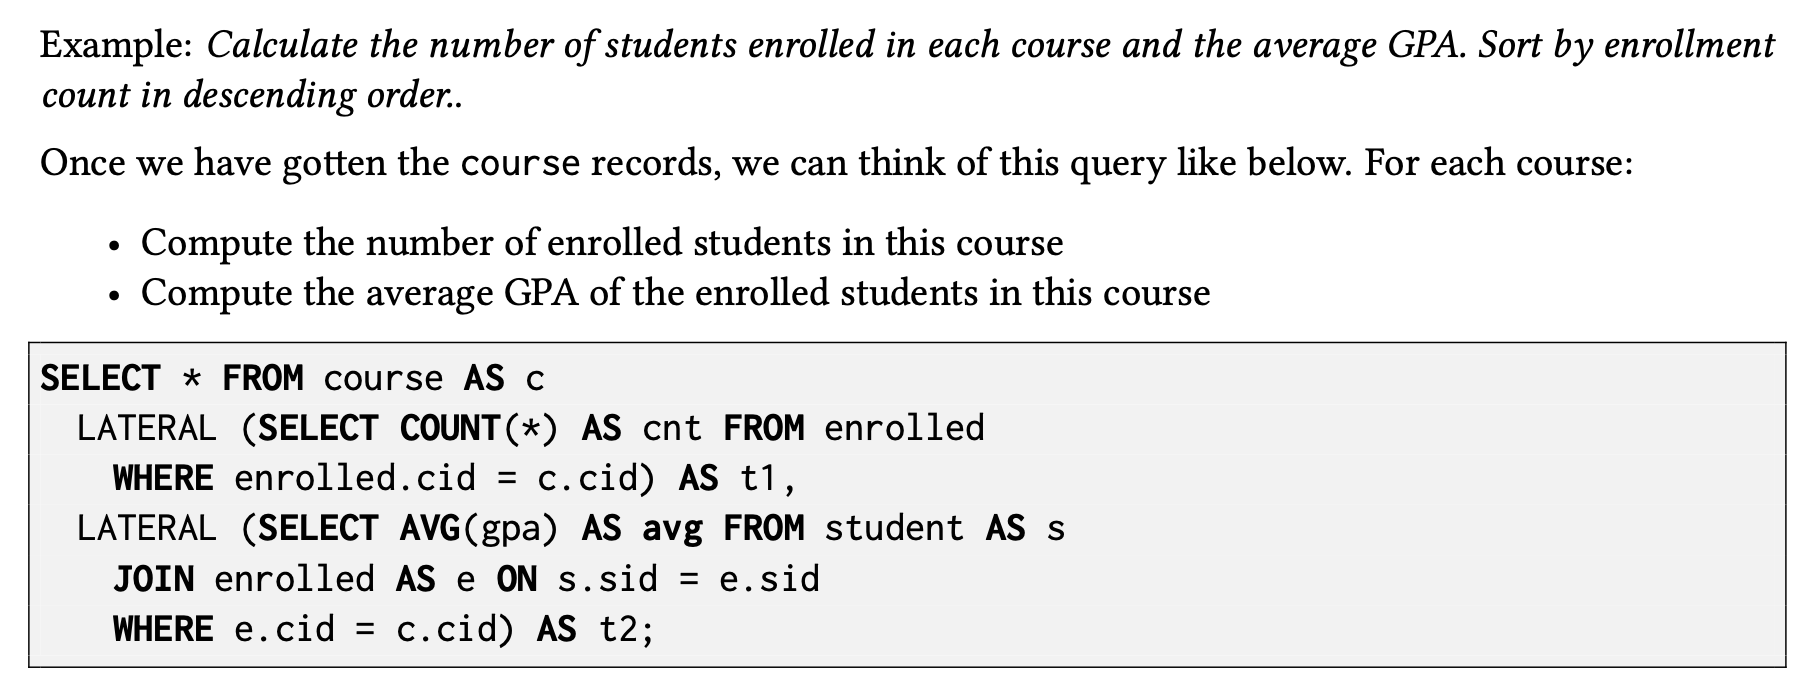 Example: Calculate the number of students enrolled in each course and the average GPA. Sort by enrollment
count in descending order..
Once we have gotten the course records, we can think of this query like below. For each course:
• Compute the number of enrolled students in this course
• Compute the average GPA of the enrolled students in this course
SELECT * FROM course AS c
LATERAL (SELECT COUNT(*) AS cnt FROM enrolled
WHERE enrolled.cid = c.cid) AS t1,
LATERAL (SELECT AVG(gpa) AS avg FROM student AS s
JOIN enrolled AS e ON s.sid = e.sid
WHERE e.cid = c.cid) AS t2;